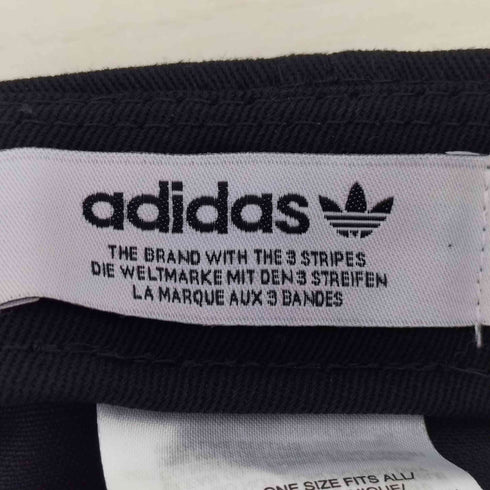 adidas
THE BRAND WITH THE 3 STRIPES
DIE WELTMARKE MIT DEN 3 STREIFEN
LA MARQUE AUX 3 BANDES
ONE SIZE FITS ALL/